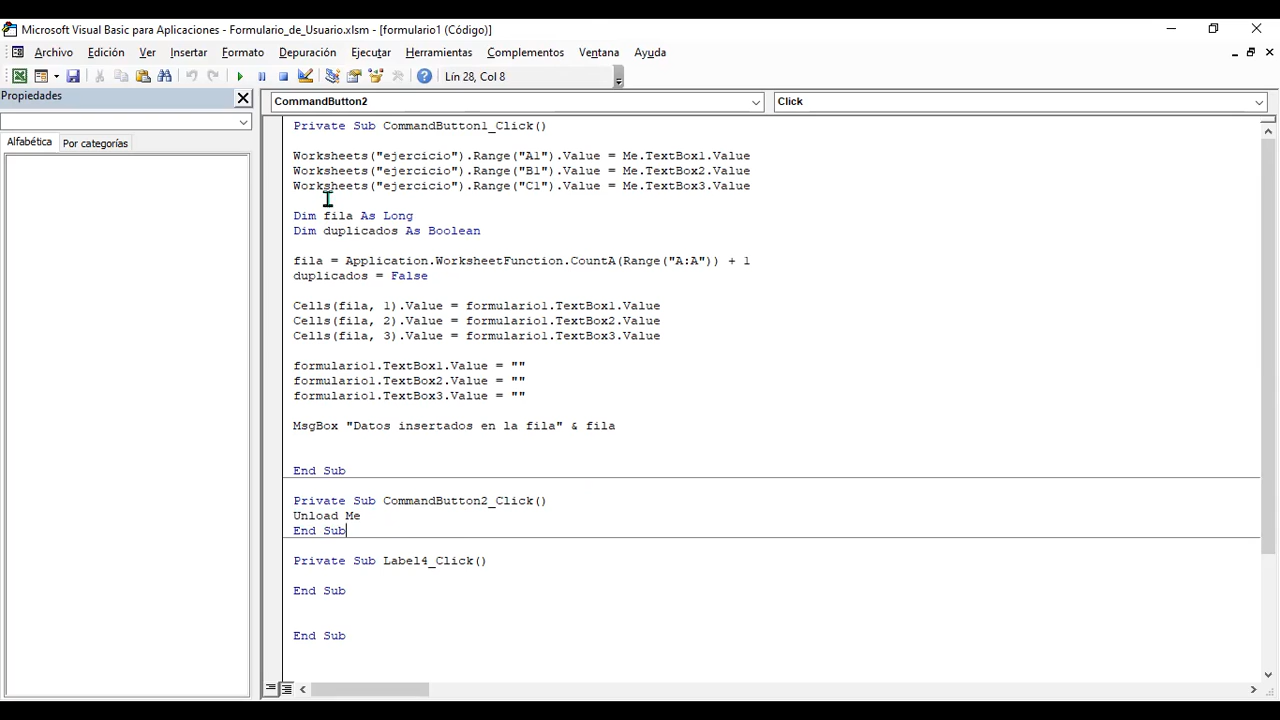 Microsoft Visual Basic para Aplicaciones - Formulario_de_Usuario.xlsm - [formulario1 (Código)]
Archivo Edición Ver Insertar Formato Depuración Ejecutar Herramientas Complementos Ventana Ayuda
Lín 28, Col 8
Propiedades
CommandButton2 Click
Alfabética Por categorías
Private Sub CommandButton1_Click()
Worksheets("ejercicio").Range("A1").Value = Me.TextBox1.Value
Worksheets("ejercicio").Range("B1").Value = Me.TextBox2.Value
Worksheets("ejercicio").Range("C1").Value = Me.TextBox3.Value
Dim fila As Long
Dim duplicados As Boolean
fila = Application.WorksheetFunction.CountA(Range("A:A")) + 1
duplicados = False
Cells(fila, 1).Value = formulario1.TextBox1.Value
Cells(fila, 2).Value = formulario1.TextBox2.Value
Cells(fila, 3).Value = formulario1.TextBox3.Value
formulario1.TextBox1.Value = ""
formulario1.TextBox2.Value = ""
formulario1.TextBox3.Value = ""
MsgBox "Datos insertados en la fila" & fila
End Sub
Private Sub CommandButton2_Click()
Unload Me
End Sub
Private Sub Label4_Click()
End Sub
End Sub